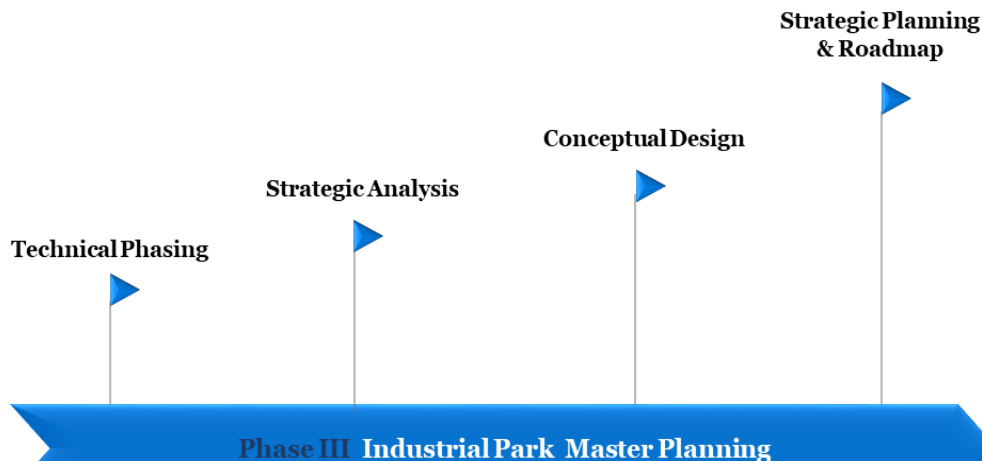 Strategic Planning
& Roadmap
Conceptual Design
Strategic Analysis
Technical Phasing
Phase III Industrial Park Master Planning